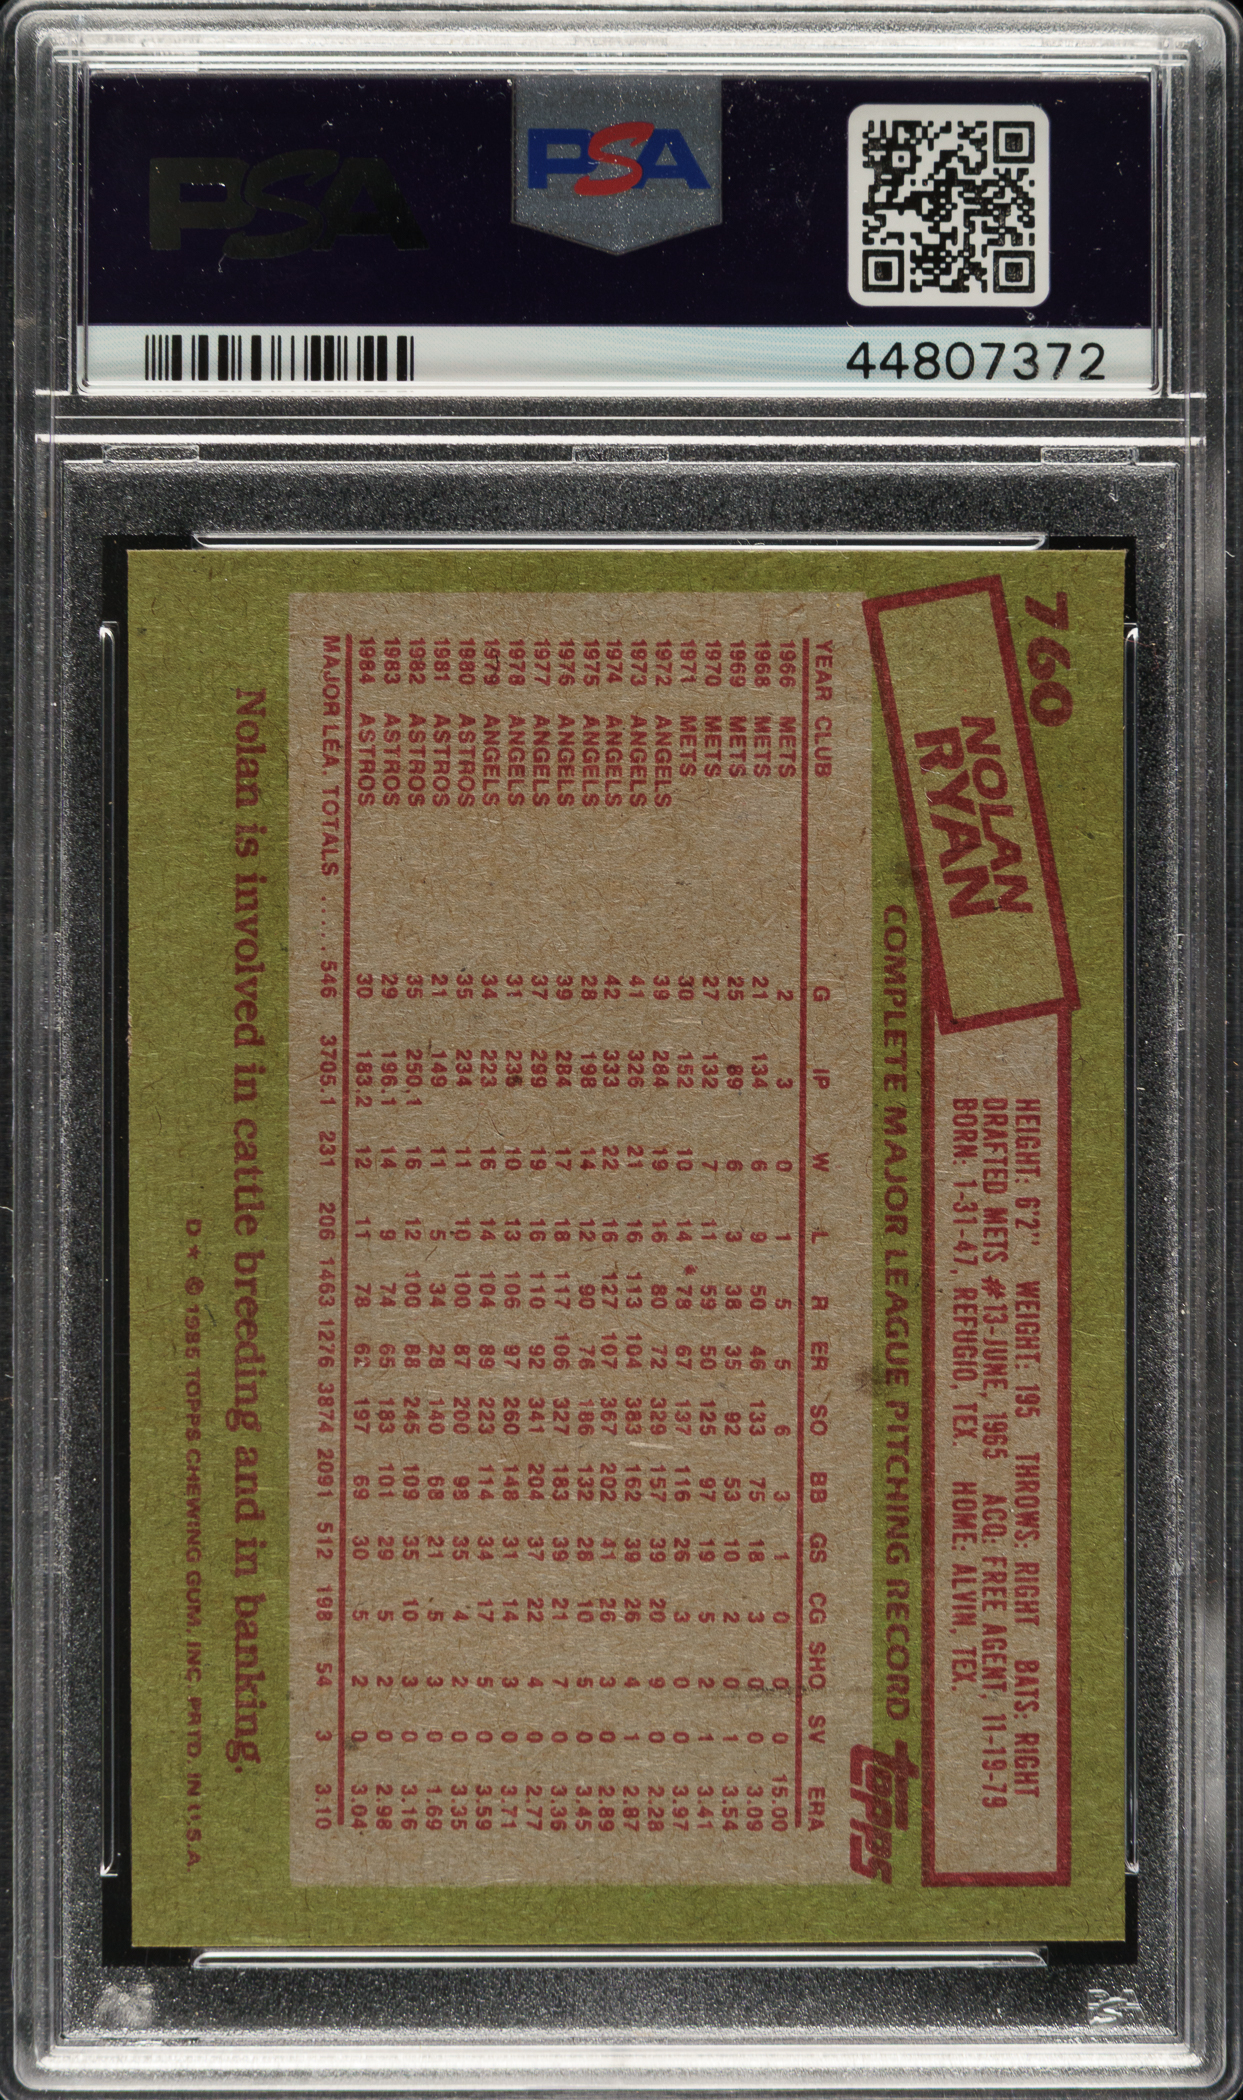 PSA
PSA
44807372
760
NOLAN
RYAN
HEIGHT: 6'2" WEIGHT: 195 THROWS: RIGHT BATS: RIGHT
DRAFTED METS #13-JUNE, 1965 ACQ: FREE AGENT, 11-19-79
BORN: 1-31-47, REFUGIO, TEX. HOME: ALVIN, TEX.
COMPLETE MAJOR LEAGUE PITCHING RECORD
topps
YEAR CLUB G IP W L R ER SO BB GS CG SHO SV ERA
1966 METS 2 3 0 1 5 5 6 3 1 0 0 0 15.00
1968 METS 21 134 6 9 50 46 133 75 18 3 0 0 3.09
1969 METS 25 89 6 3 38 35 92 53 10 2 0 1 3.54
1970 METS 27 132 7 11 59 50 125 97 19 5 2 1 3.41
1971 METS 30 152 10 14 78 67 137 116 26 3 0 0 3.97
1972 ANGELS 39 284 19 16 80 72 329 157 39 20 9 0 2.28
1973 ANGELS 41 326 21 16 113 104 383 162 39 26 4 1 2.87
1974 ANGELS 42 333 22 16 127 107 367 202 41 26 3 0 2.89
1975 ANGELS 28 198 14 12 90 76 186 132 28 10 5 0 3.45
1976 ANGELS 39 284 17 18 117 106 327 183 39 21 7 0 3.36
1977 ANGELS 37 299 19 16 110 92 341 204 37 22 4 0 2.77
1978 ANGELS 31 235 10 13 106 97 260 148 31 14 3 0 3.71
1979 ANGELS 34 223 16 14 104 89 223 114 34 17 5 0 3.59
1980 ASTROS 35 234 11 10 100 87 200 98 35 4 2 0 3.35
1981 ASTROS 21 149 11 5 34 28 140 68 21 5 3 0 1.69
1982 ASTROS 35 250.1 16 12 100 88 245 109 35 10 3 0 3.16
1983 ASTROS 29 196.1 14 9 74 65 183 101 29 5 2 0 2.98
1984 ASTROS 30 183.2 12 11 78 62 197 69 30 5 2 0 3.04
MAJOR LEA. TOTALS ..... 546 3705.1 231 206 1463 1276 3874 2091 512 198 54 3 3.10
Nolan is involved in cattle breeding and in banking.
D★ © 1985 TOPPS CHEWING GUM, INC. PRTD. IN U.S.A.
PSA